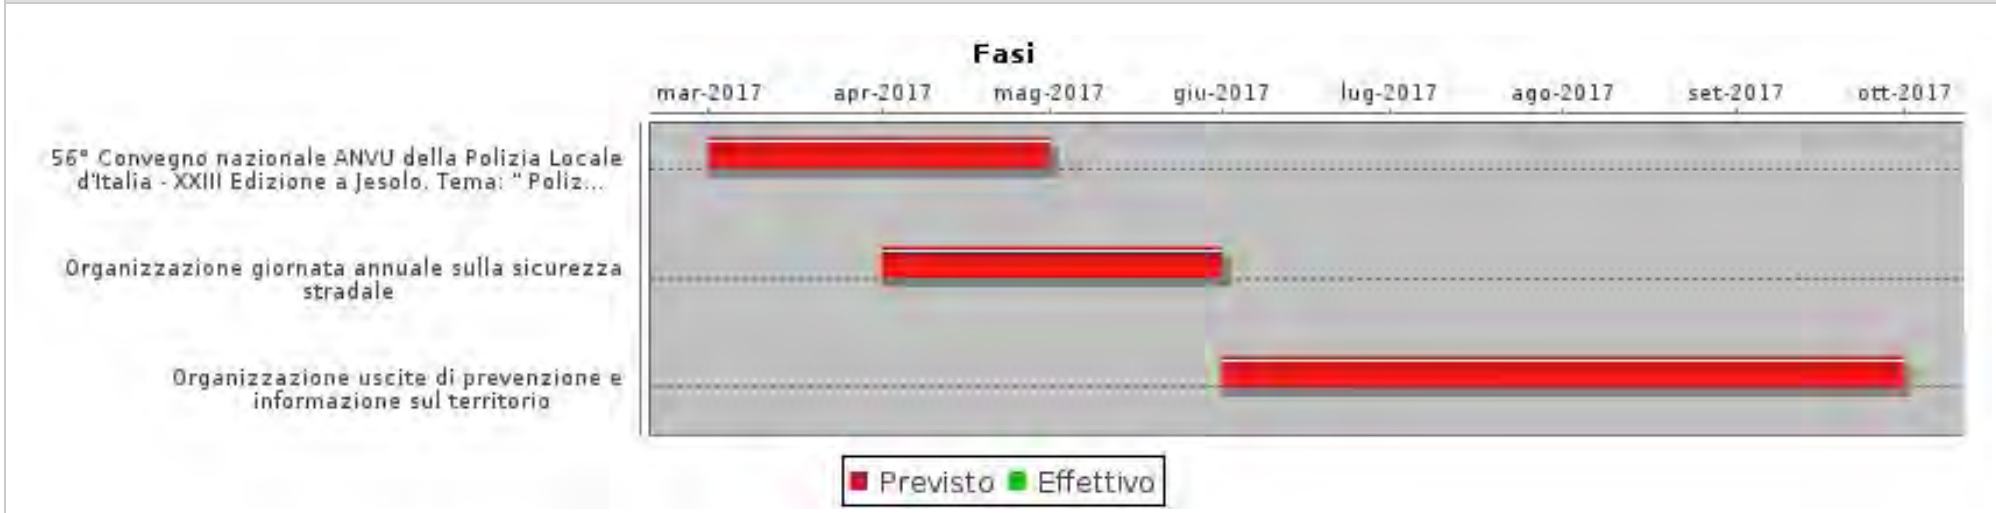 Fasi
mar-2017 apr-2017 mag-2017 giu-2017 lug-2017 ago-2017 set-2017 ott-2017
56° Convegno nazionale ANVU della Polizia Locale
d'Italia - XXIII Edizione a Jesolo. Tema: " Poliz...
Organizzazione giornata annuale sulla sicurezza
stradale
Organizzazione uscite di prevenzione e
informazione sul territorio
Previsto Effettivo